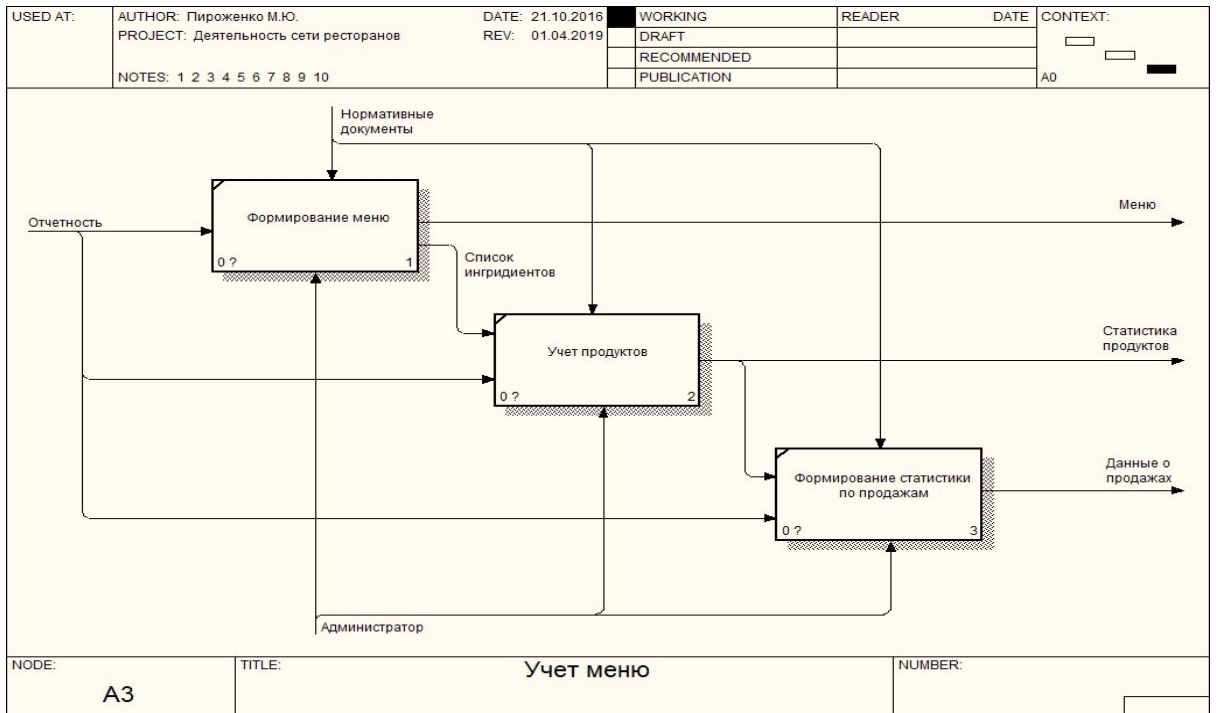 USED AT:
AUTHOR: Пироженко М.Ю.
DATE: 21.10.2016
WORKING
READER
DATE
CONTEXT:
PROJECT: Деятельность сети ресторанов
REV: 01.04.2019
DRAFT
RECOMMENDED
NOTES: 1 2 3 4 5 6 7 8 9 10
PUBLICATION
A0
Нормативные
документы
Отчетность
Формирование меню
0 ?
1
Меню
Список
ингридиентов
Учет продуктов
0 ?
2
Статистика
продуктов
Формирование статистики
по продажам
0 ?
3
Данные о
продажах
Администратор
NODE:
A3
TITLE:
Учет меню
NUMBER: